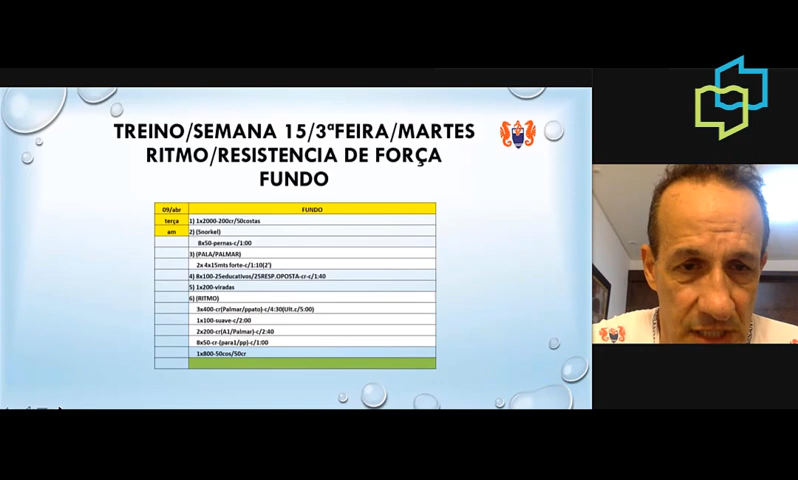 TREINO/SEMANA 15/3ªFEIRA/MARTES
RITMO/RESISTENCIA DE FORÇA
FUNDO
09/abr FUNDO
terça 1) 1x2000-200cr/50costas
am 2) (Snorkel)
8x50-pernas-c/1:00
3) (PALA/PALMAR)
2x 4x15mts forte-c/1:10(2')
4) 8x100-25educativos/25RESP.OPOSTA-cr-c/1:40
5) 1x200-viradas
6) (RITMO)
3x400-cr(Palmar/ppato)-c/4:30(Ult.c/5:00)
1x100-suave-c/2:00
2x200-cr(A1/Palmar)-c/2:40
8x50-cr-(para1/pp)-c/1:00
1x800-50cos/50cr